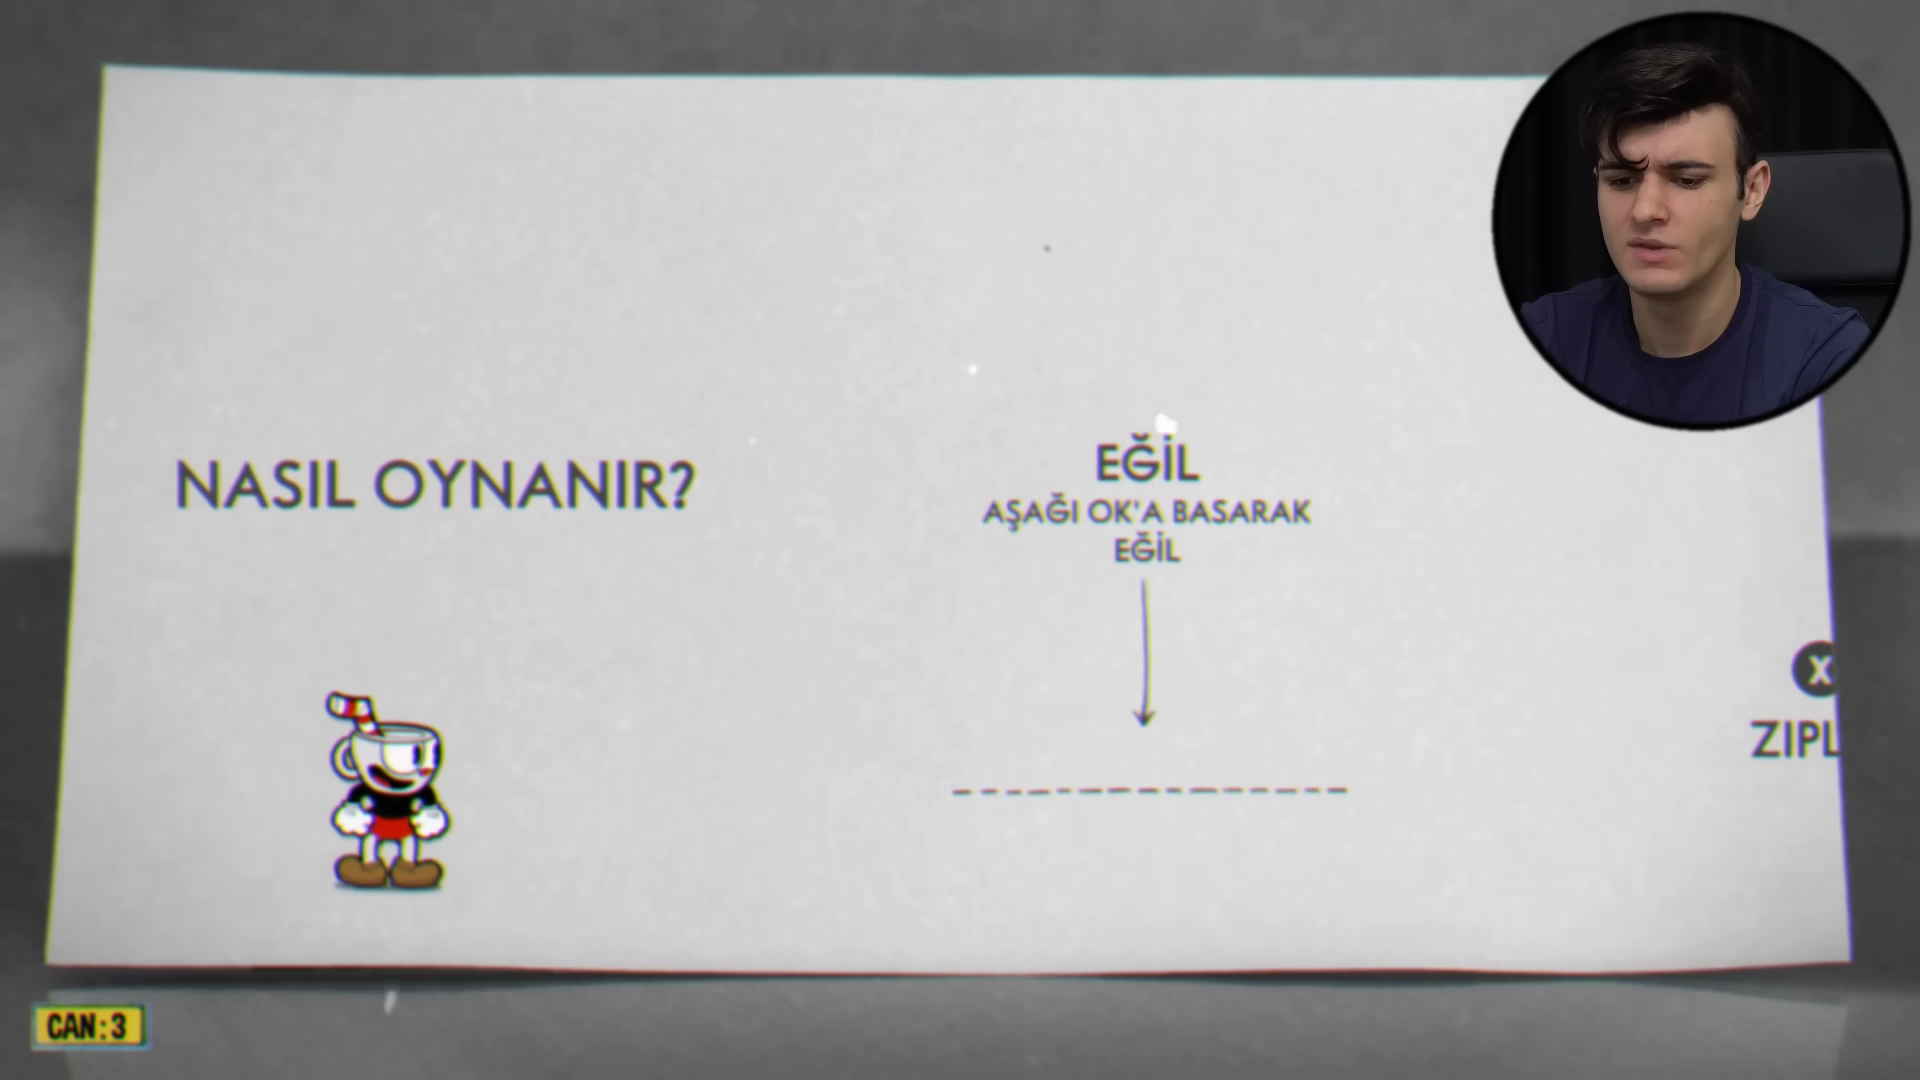 NASIL OYNANIR?
EĞİL
AŞAĞI OK'A BASARAK
EĞİL
X
ZIPL
CAN:3